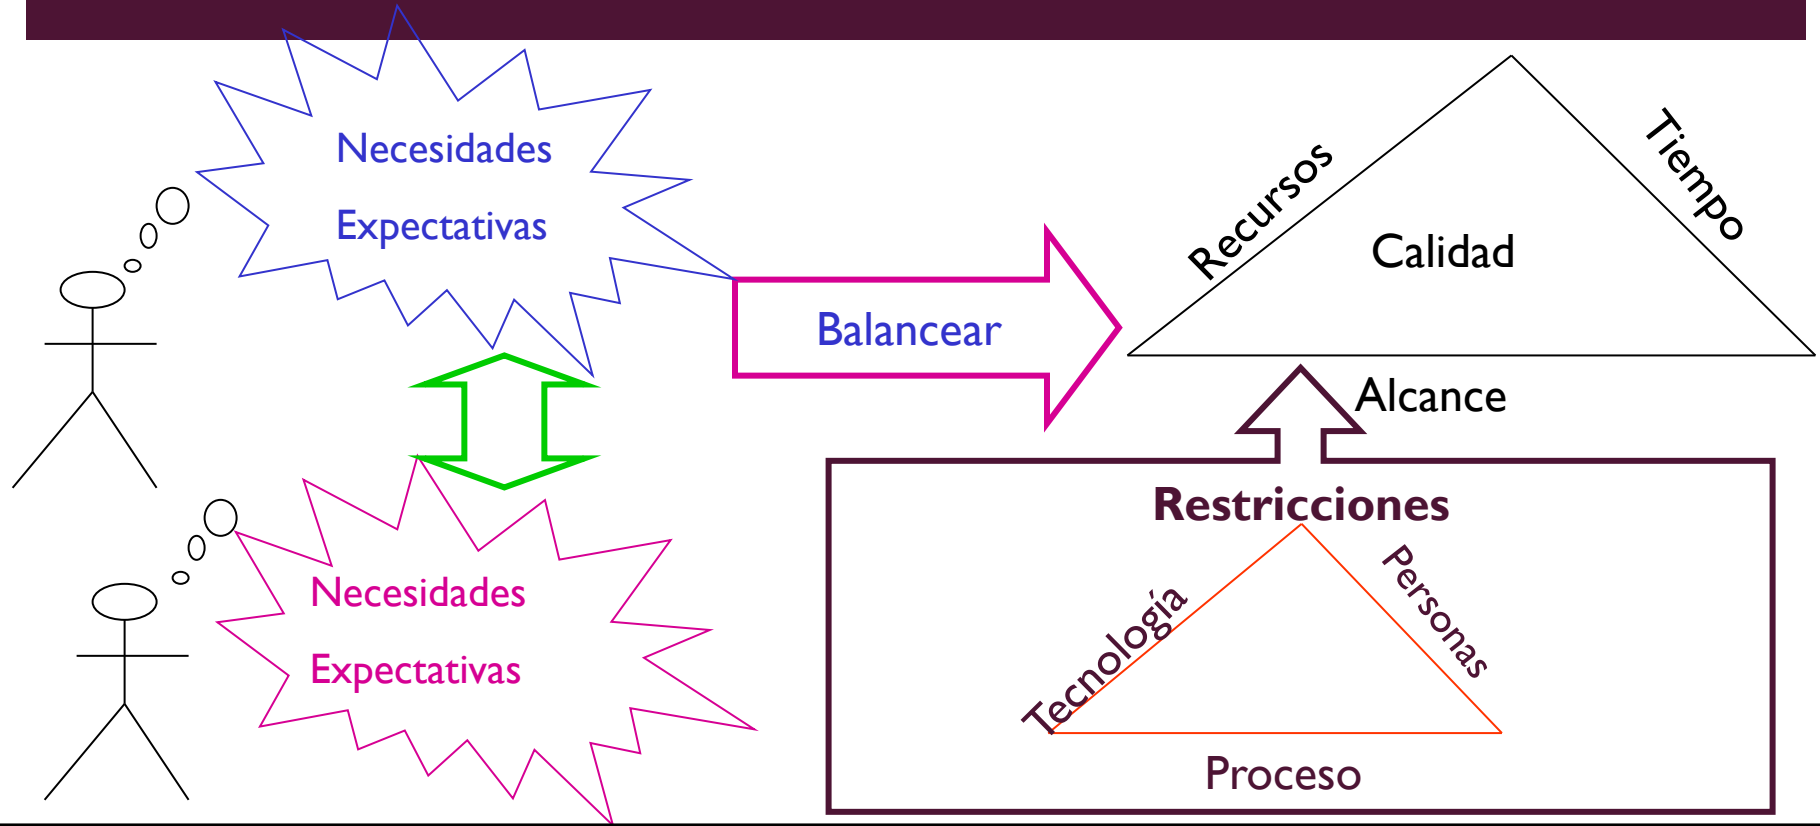 Necesidades
Expectativas
Balancear
Recursos
Tiempo
Calidad
Alcance
Necesidades
Expectativas
Restricciones
Tecnología
Personas
Proceso